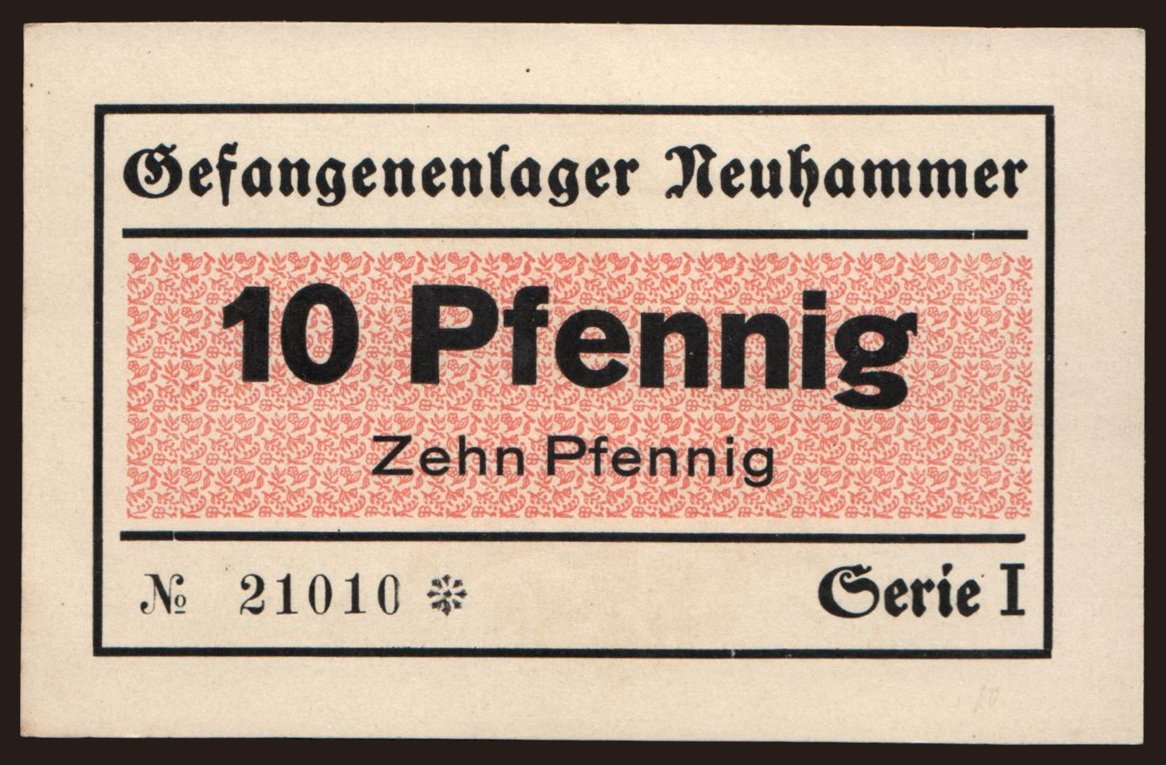 Gefangenenlager Neuhammer
10 Pfennig
Zehn Pfennig
№ 21010 Serie I